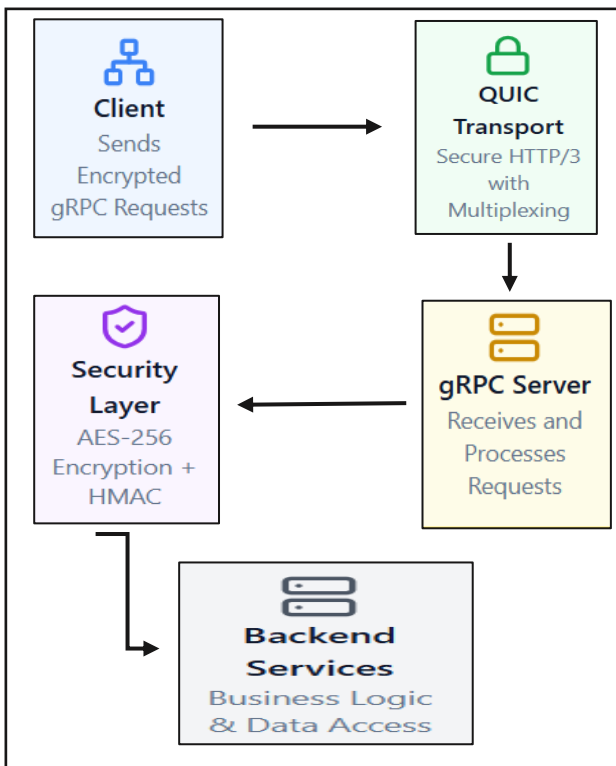 Client
Sends
Encrypted
gRPC Requests
QUIC
Transport
Secure HTTP/3
with
Multiplexing
gRPC Server
Receives and
Processes
Requests
Security
Layer
AES-256
Encryption +
HMAC
Backend
Services
Business Logic
& Data Access